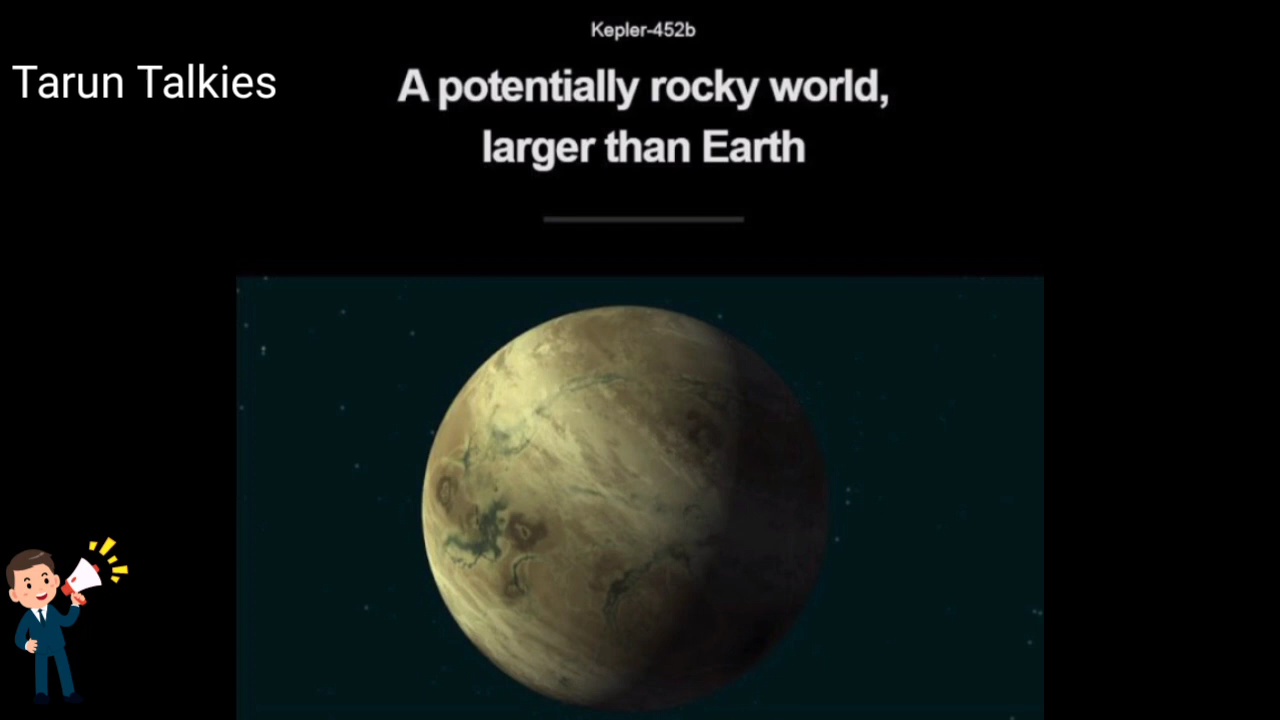 Kepler-452b
Tarun Talkies
A potentially rocky world,
larger than Earth